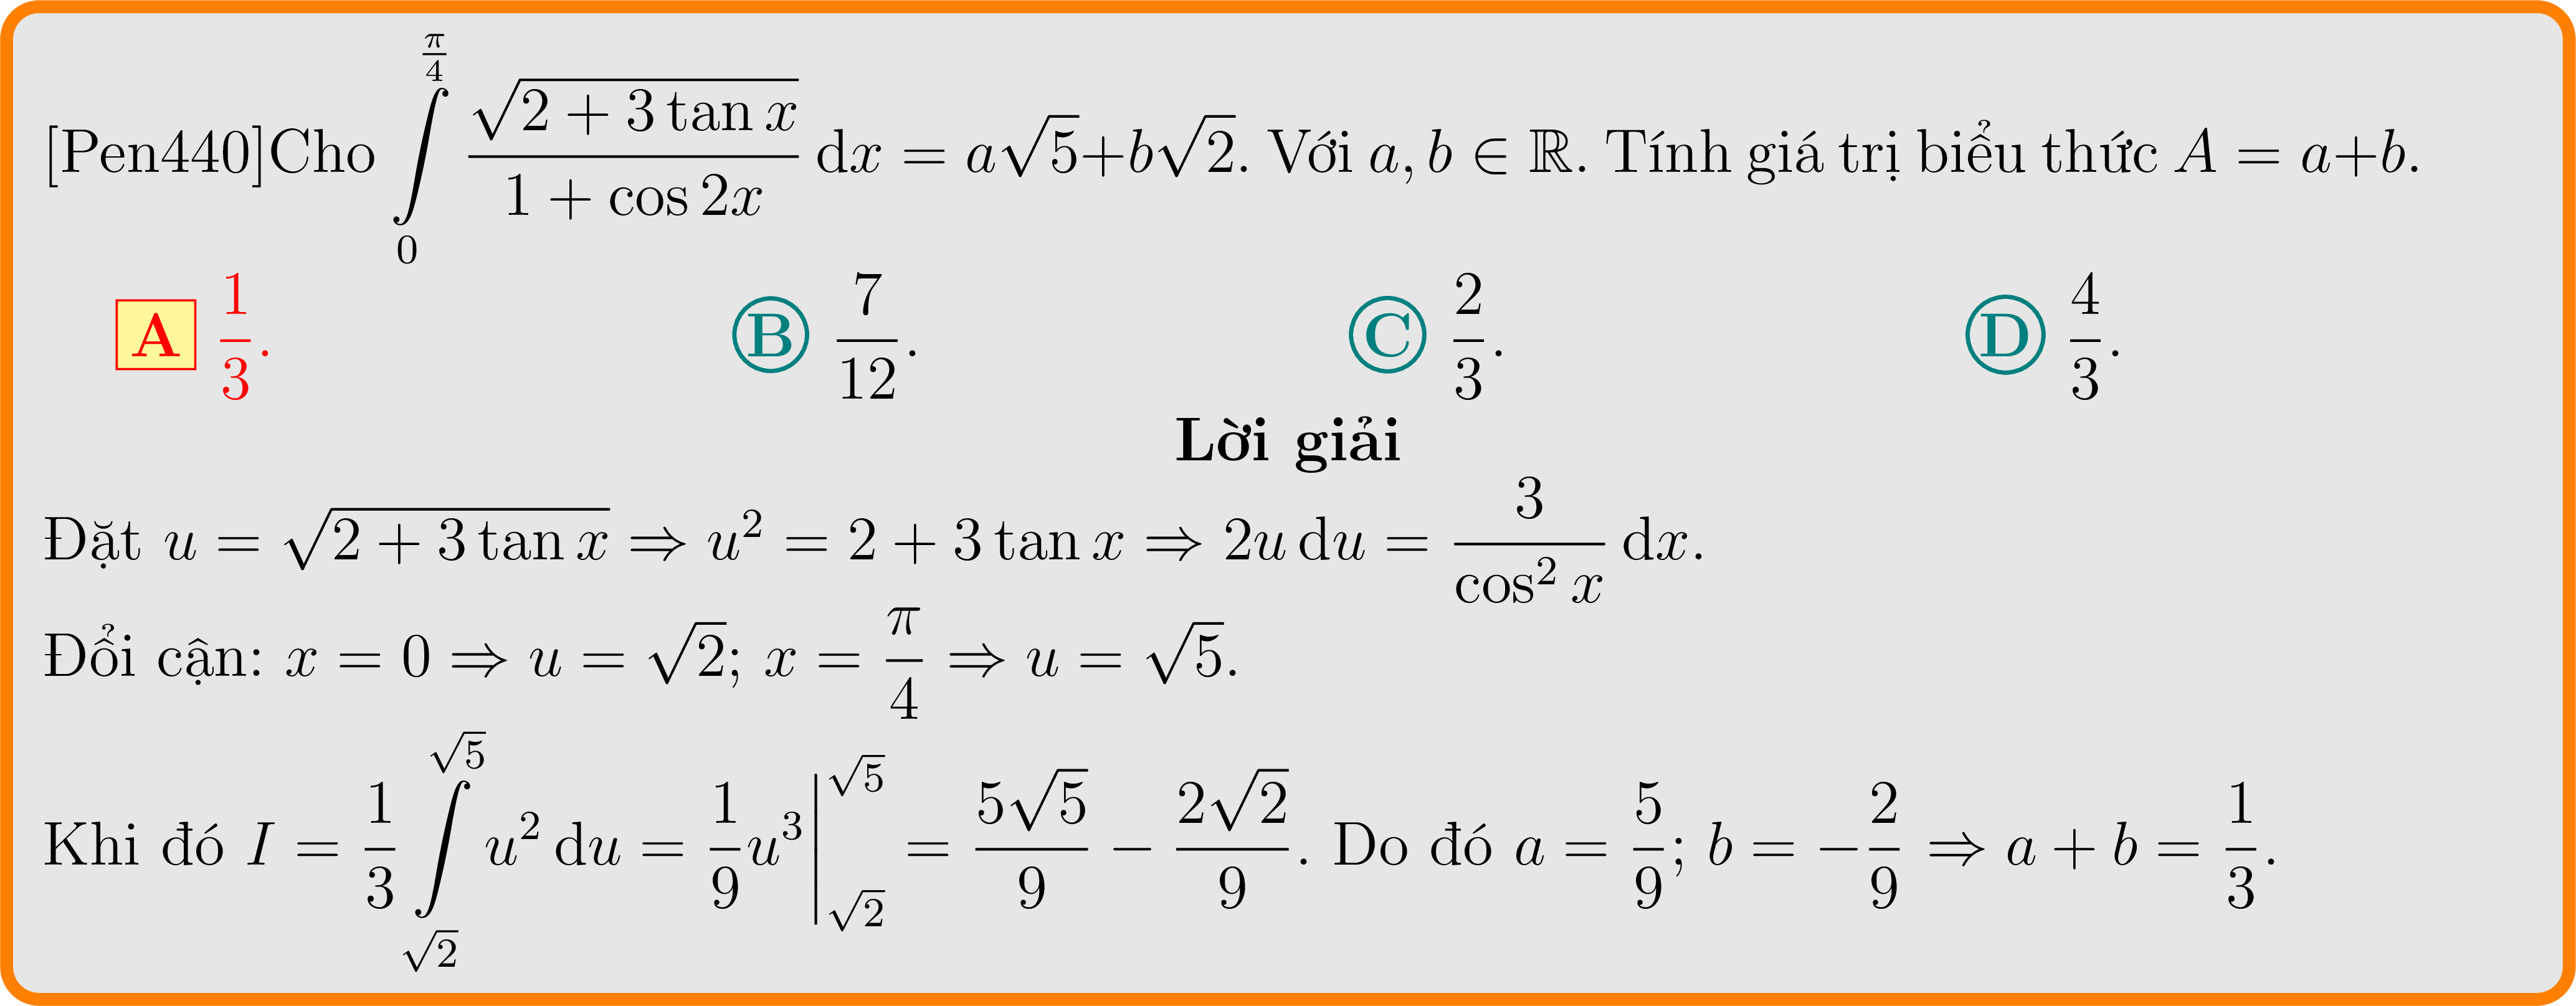 [Pen440]Cho $\int\limits_{0}^{\frac{\pi}{4}} \frac{\sqrt{2+3\tan x}}{1+\cos 2x}\,\mathrm{d}x = a\sqrt{5}+b\sqrt{2}$. Với $a, b \in \mathbb{R}$. Tính giá trị biểu thức $A = a+b$.
A $\frac{1}{3}$. B $\frac{7}{12}$. C $\frac{2}{3}$. D $\frac{4}{3}$.
Lời giải
Đặt $u = \sqrt{2+3\tan x} \Rightarrow u^2 = 2+3\tan x \Rightarrow 2u\,\mathrm{d}u = \frac{3}{\cos^2 x}\,\mathrm{d}x$.
Đổi cận: $x = 0 \Rightarrow u = \sqrt{2}$; $x = \frac{\pi}{4} \Rightarrow u = \sqrt{5}$.
Khi đó $I = \frac{1}{3}\int\limits_{\sqrt{2}}^{\sqrt{5}} u^2\,\mathrm{d}u = \frac{1}{9}u^3\Big|_{\sqrt{2}}^{\sqrt{5}} = \frac{5\sqrt{5}}{9} - \frac{2\sqrt{2}}{9}$. Do đó $a = \frac{5}{9}$; $b = -\frac{2}{9} \Rightarrow a+b = \frac{1}{3}$.